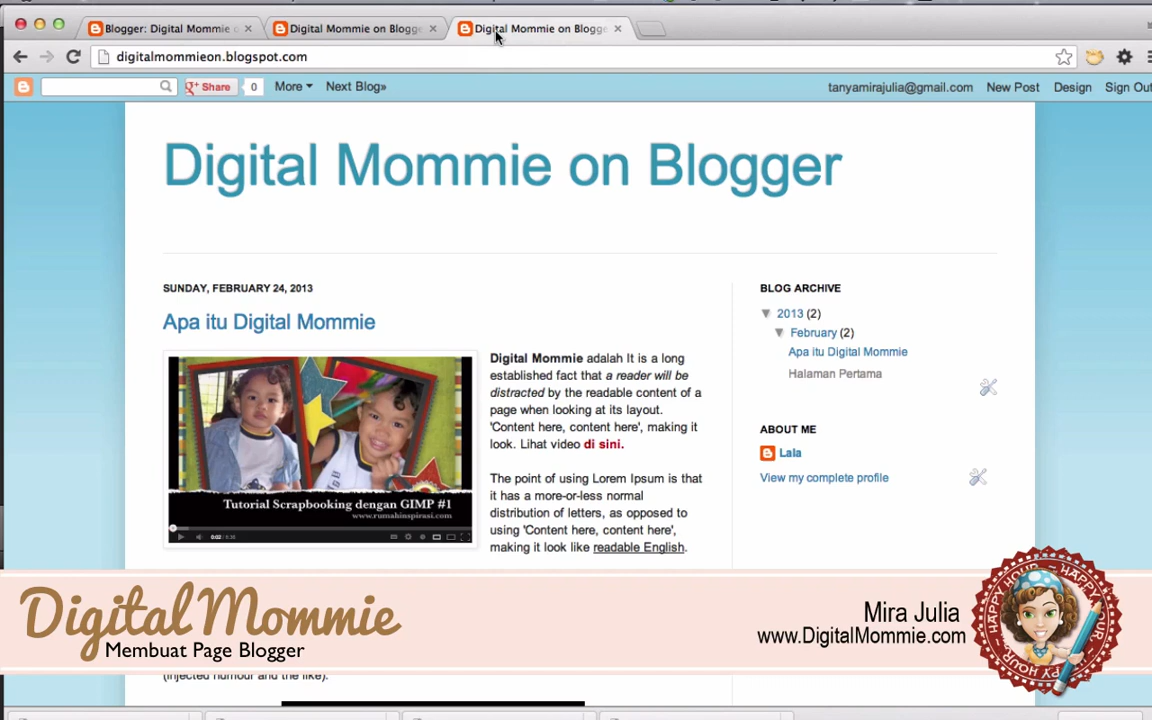 Blogger: Digital Mommie
Digital Mommie on Blogg
Digital Mommie on Blogge
digitalmommieon.blogspot.com
g+ Share 0 More Next Blog» tanyamirajulia@gmail.com New Post Design Sign Out
Digital Mommie on Blogger
SUNDAY, FEBRUARY 24, 2013
Apa itu Digital Mommie
Digital Mommie adalah It is a long
established fact that a reader will be
distracted by the readable content of a
page when looking at its layout.
'Content here, content here', making it
look. Lihat video di sini.
The point of using Lorem Ipsum is that
it has a more-or-less normal
distribution of letters, as opposed to
using 'Content here, content here',
making it look like readable English.
Tutorial Scrapbooking dengan GIMP #1
www.rumahinspirasi.com
BLOG ARCHIVE
2013 (2)
February (2)
Apa itu Digital Mommie
Halaman Pertama
ABOUT ME
Lala
View my complete profile
Digital Mommie
Membuat Page Blogger
Mira Julia
www.DigitalMommie.com
HAPPY HOUR
(injected humour and the like).